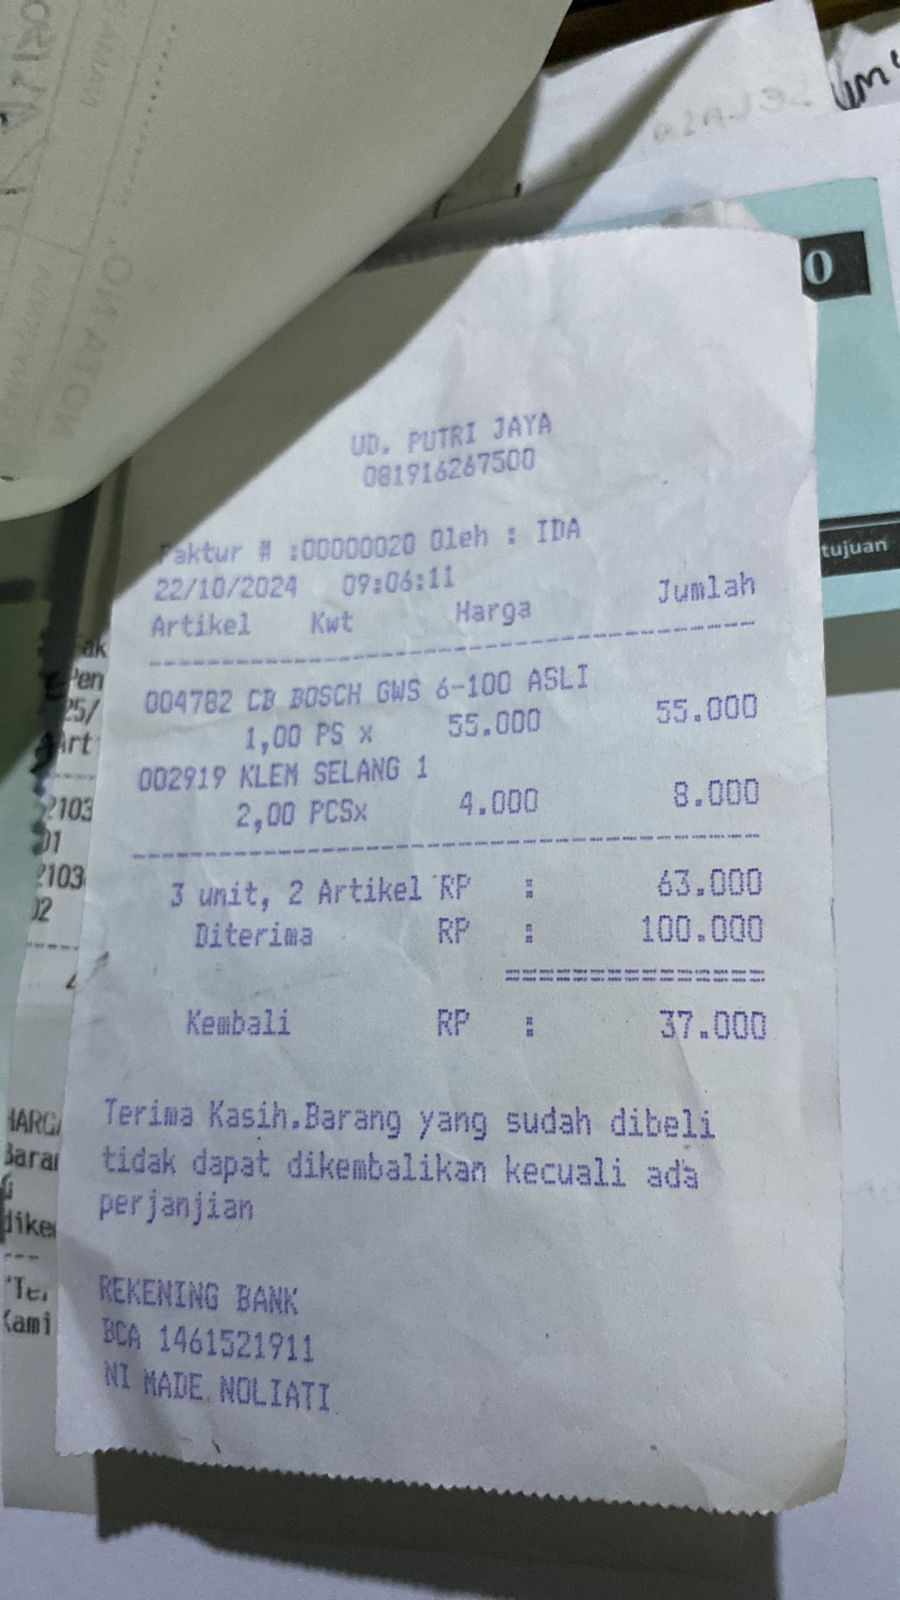 UD. PUTRI JAYA
081916267500
Faktur # :00000020 Oleh : IDA
22/10/2024 09:06:11
Artikel Kwt Harga Jumlah
004782 CB BOSCH GWS 6-100 ASLI
1,00 PS x 55.000 55.000
002919 KLEM SELANG 1
2,00 PCSx 4.000 8.000
3 unit, 2 Artikel RP : 63.000
Diterima RP : 100.000
Kembali RP : 37.000
Terima Kasih.Barang yang sudah dibeli
tidak dapat dikembalikan kecuali ada
perjanjian
REKENING BANK
BCA 1461521911
NI MADE NOLIATI
0
tujuan